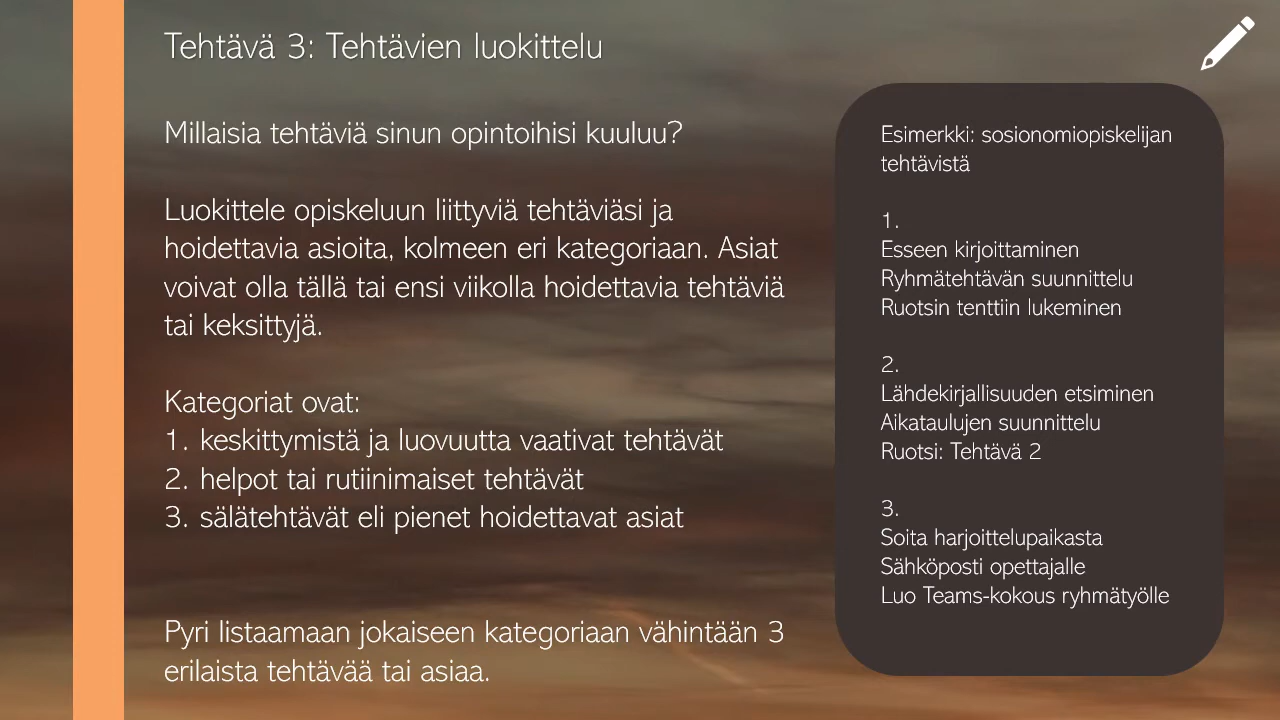 Tehtävä 3: Tehtävien luokittelu
Millaisia tehtäviä sinun opintoihisi kuuluu?
Luokittele opiskeluun liittyviä tehtäviäsi ja
hoidettavia asioita, kolmeen eri kategoriaan. Asiat
voivat olla tällä tai ensi viikolla hoidettavia tehtäviä
tai keksittyjä.
Kategoriat ovat:
1. keskittymistä ja luovuutta vaativat tehtävät
2. helpot tai rutiinimaiset tehtävät
3. sälätehtävät eli pienet hoidettavat asiat
Pyri listaamaan jokaiseen kategoriaan vähintään 3
erilaista tehtävää tai asiaa.
Esimerkki: sosionomiopiskelijan
tehtävistä
1.
Esseen kirjoittaminen
Ryhmätehtävän suunnittelu
Ruotsin tenttiin lukeminen
2.
Lähdekirjallisuuden etsiminen
Aikataulujen suunnittelu
Ruotsi: Tehtävä 2
3.
Soita harjoittelupaikasta
Sähköposti opettajalle
Luo Teams-kokous ryhmätyölle